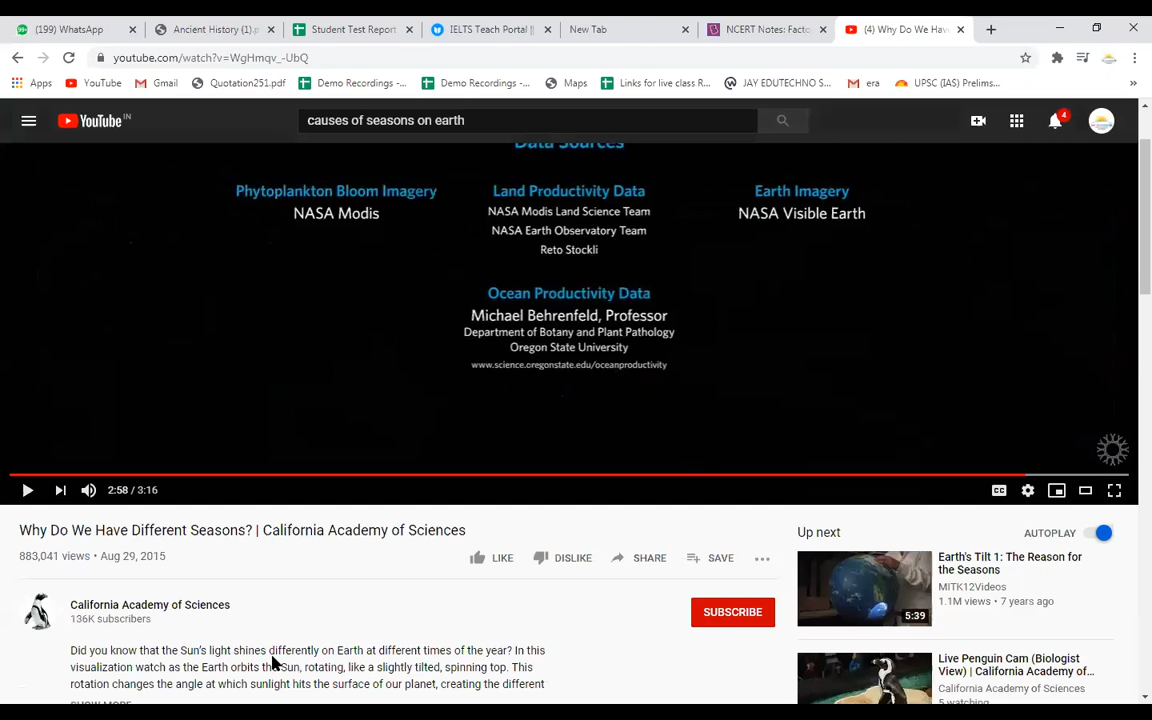 (199) WhatsApp
Ancient History (1).p
Student Test Report
IELTS Teach Portal ||
New Tab
NCERT Notes: Facto
(4) Why Do We Hav
youtube.com/watch?v=WgHmqv_-UbQ
Apps
YouTube
Gmail
Quotation251.pdf
Demo Recordings -...
Demo Recordings -...
Maps
Links for live class R...
JAY EDUTECHNO S...
era
UPSC (IAS) Prelims...
»
YouTube IN
causes of seasons on earth
4
Data Sources
Phytoplankton Bloom Imagery
NASA Modis
Land Productivity Data
NASA Modis Land Science Team
NASA Earth Observatory Team
Reto Stockli
Earth Imagery
NASA Visible Earth
Ocean Productivity Data
Michael Behrenfeld, Professor
Department of Botany and Plant Pathology
Oregon State University
www.science.oregonstate.edu/oceanproductivity
2:58 / 3:16
CC
Why Do We Have Different Seasons? | California Academy of Sciences
883,041 views • Aug 29, 2015
LIKE
DISLIKE
SHARE
SAVE
California Academy of Sciences
136K subscribers
SUBSCRIBE
Did you know that the Sun's light shines differently on Earth at different times of the year? In this
visualization watch as the Earth orbits the Sun, rotating, like a slightly tilted, spinning top. This
rotation changes the angle at which sunlight hits the surface of our planet, creating the different
SHOW MORE
Up next
AUTOPLAY
5:39
Earth's Tilt 1: The Reason for
the Seasons
MITK12Videos
1.1M views • 7 years ago
Live Penguin Cam (Biologist
View) | California Academy of...
California Academy of Sciences
5 watching